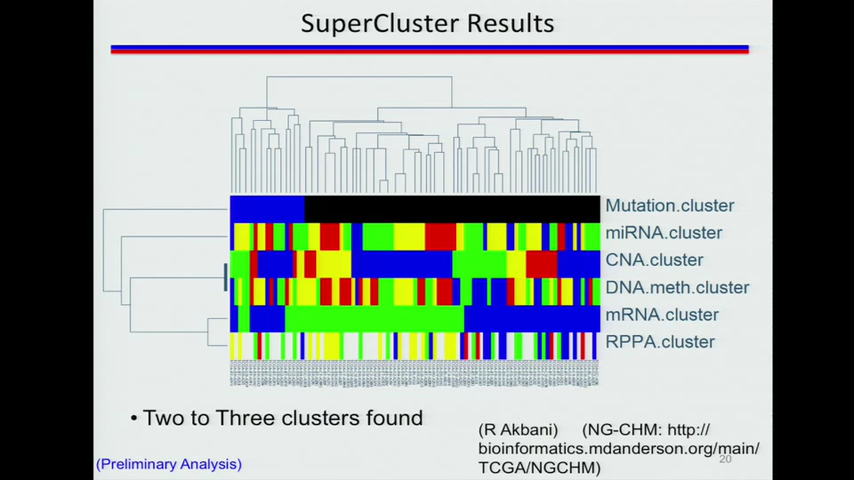 SuperCluster Results
Mutation.cluster
miRNA.cluster
CNA.cluster
DNA.meth.cluster
mRNA.cluster
RPPA.cluster
• Two to Three clusters found
(R Akbani) (NG-CHM: http://
bioinformatics.mdanderson.org/main/
TCGA/NGCHM)
20
(Preliminary Analysis)